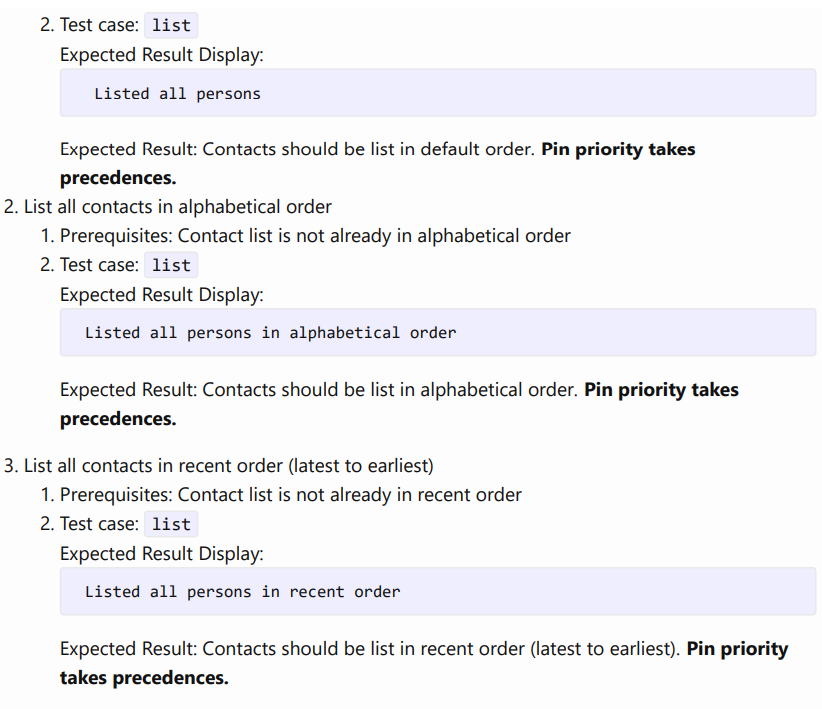 2. Test case: list
Expected Result Display:
Listed all persons
Expected Result: Contacts should be list in default order. Pin priority takes
precedences.
2. List all contacts in alphabetical order
1. Prerequisites: Contact list is not already in alphabetical order
2. Test case: list
Expected Result Display:
Listed all persons in alphabetical order
Expected Result: Contacts should be list in alphabetical order. Pin priority takes
precedences.
3. List all contacts in recent order (latest to earliest)
1. Prerequisites: Contact list is not already in recent order
2. Test case: list
Expected Result Display:
Listed all persons in recent order
Expected Result: Contacts should be list in recent order (latest to earliest). Pin priority
takes precedences.